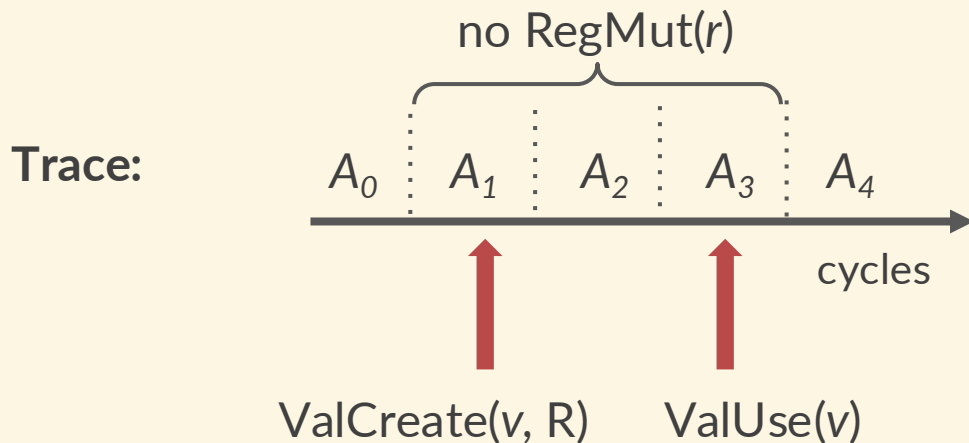 no RegMut(r)
Trace:
A₀ A₁ A₂ A₃ A₄
cycles
ValCreate(v, R) ValUse(v)